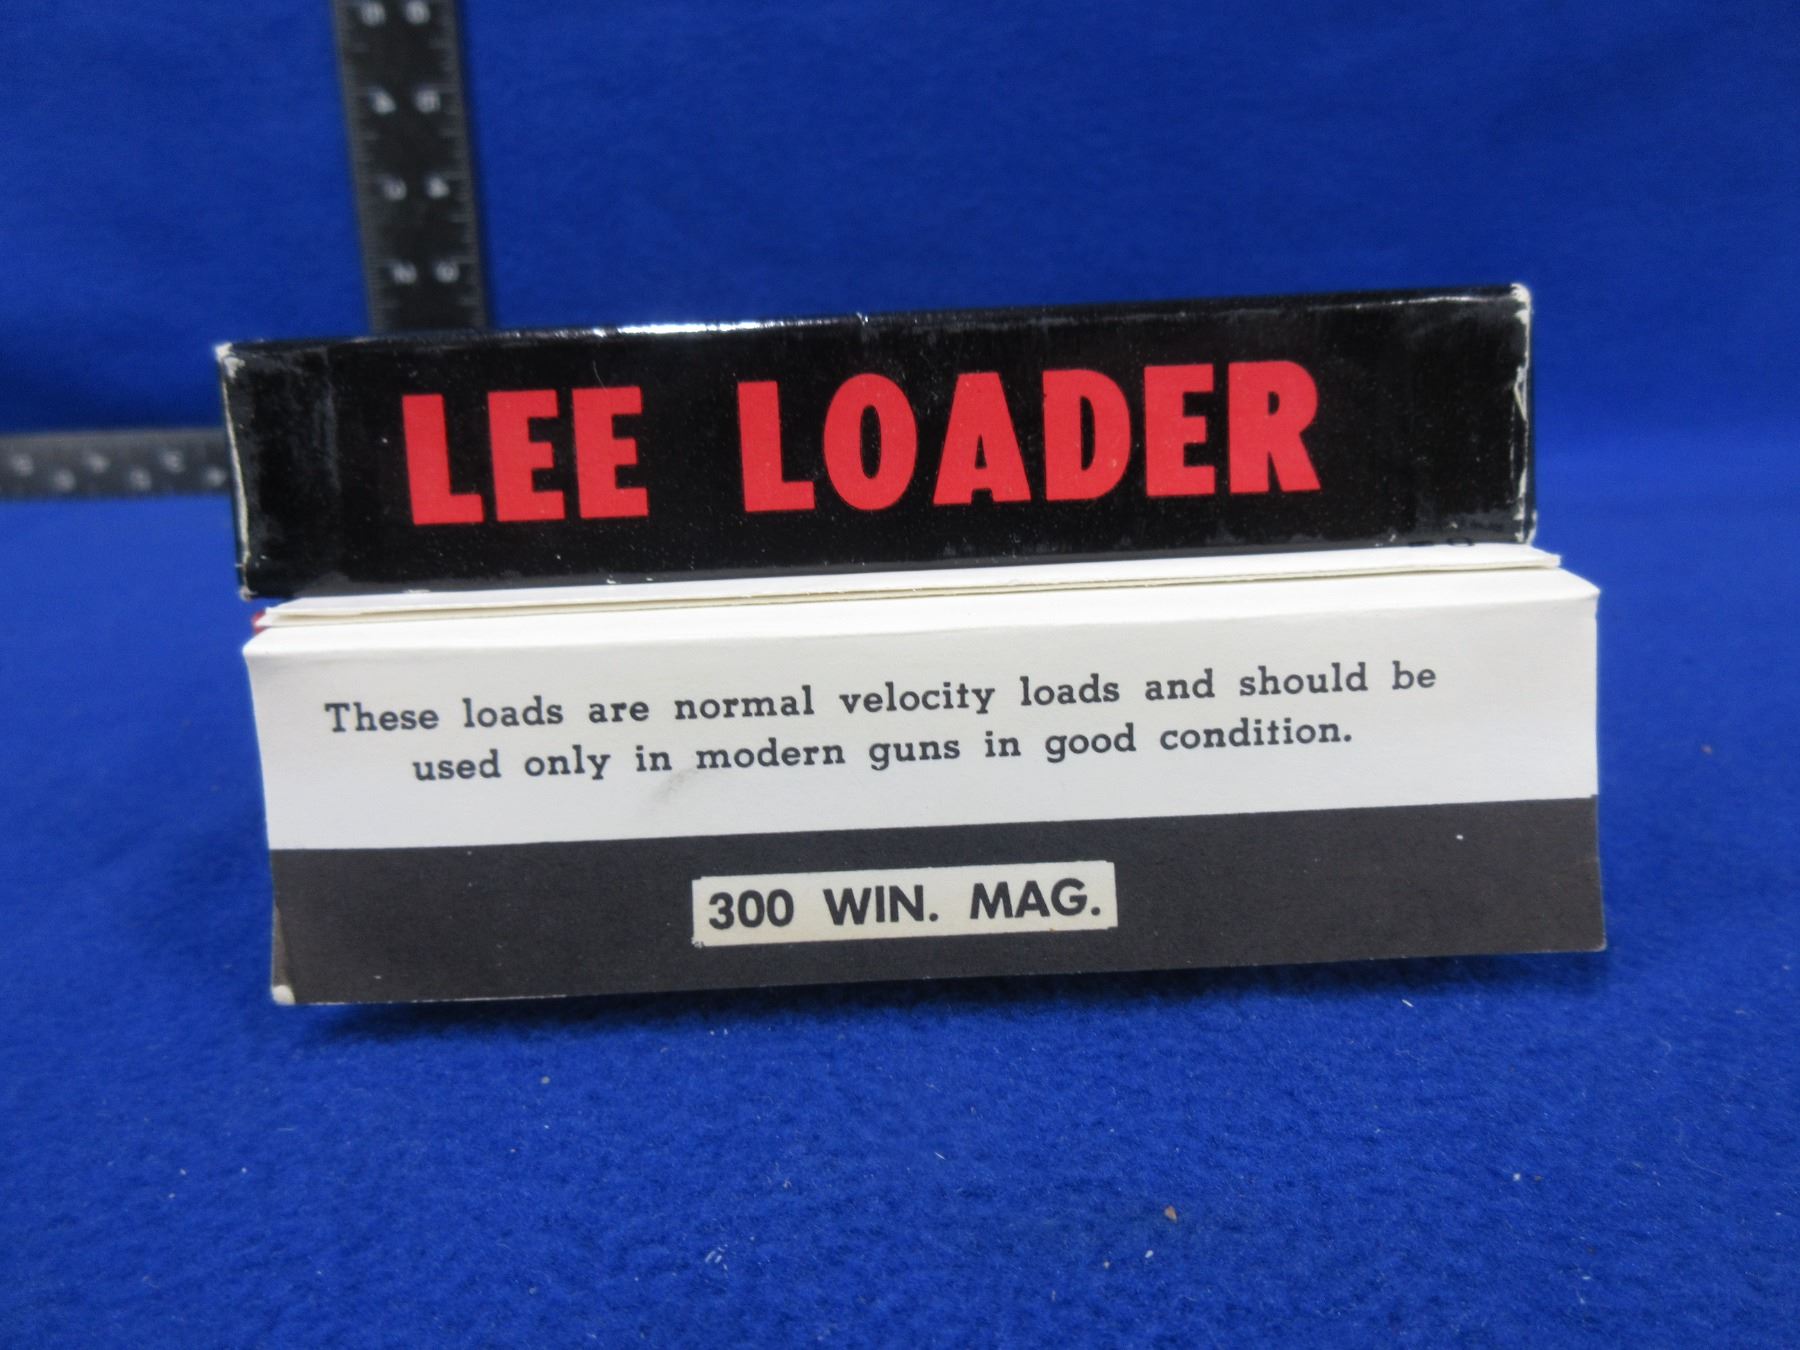 LEE LOADER
These loads are normal velocity loads and should be
used only in modern guns in good condition.
300 WIN. MAG.